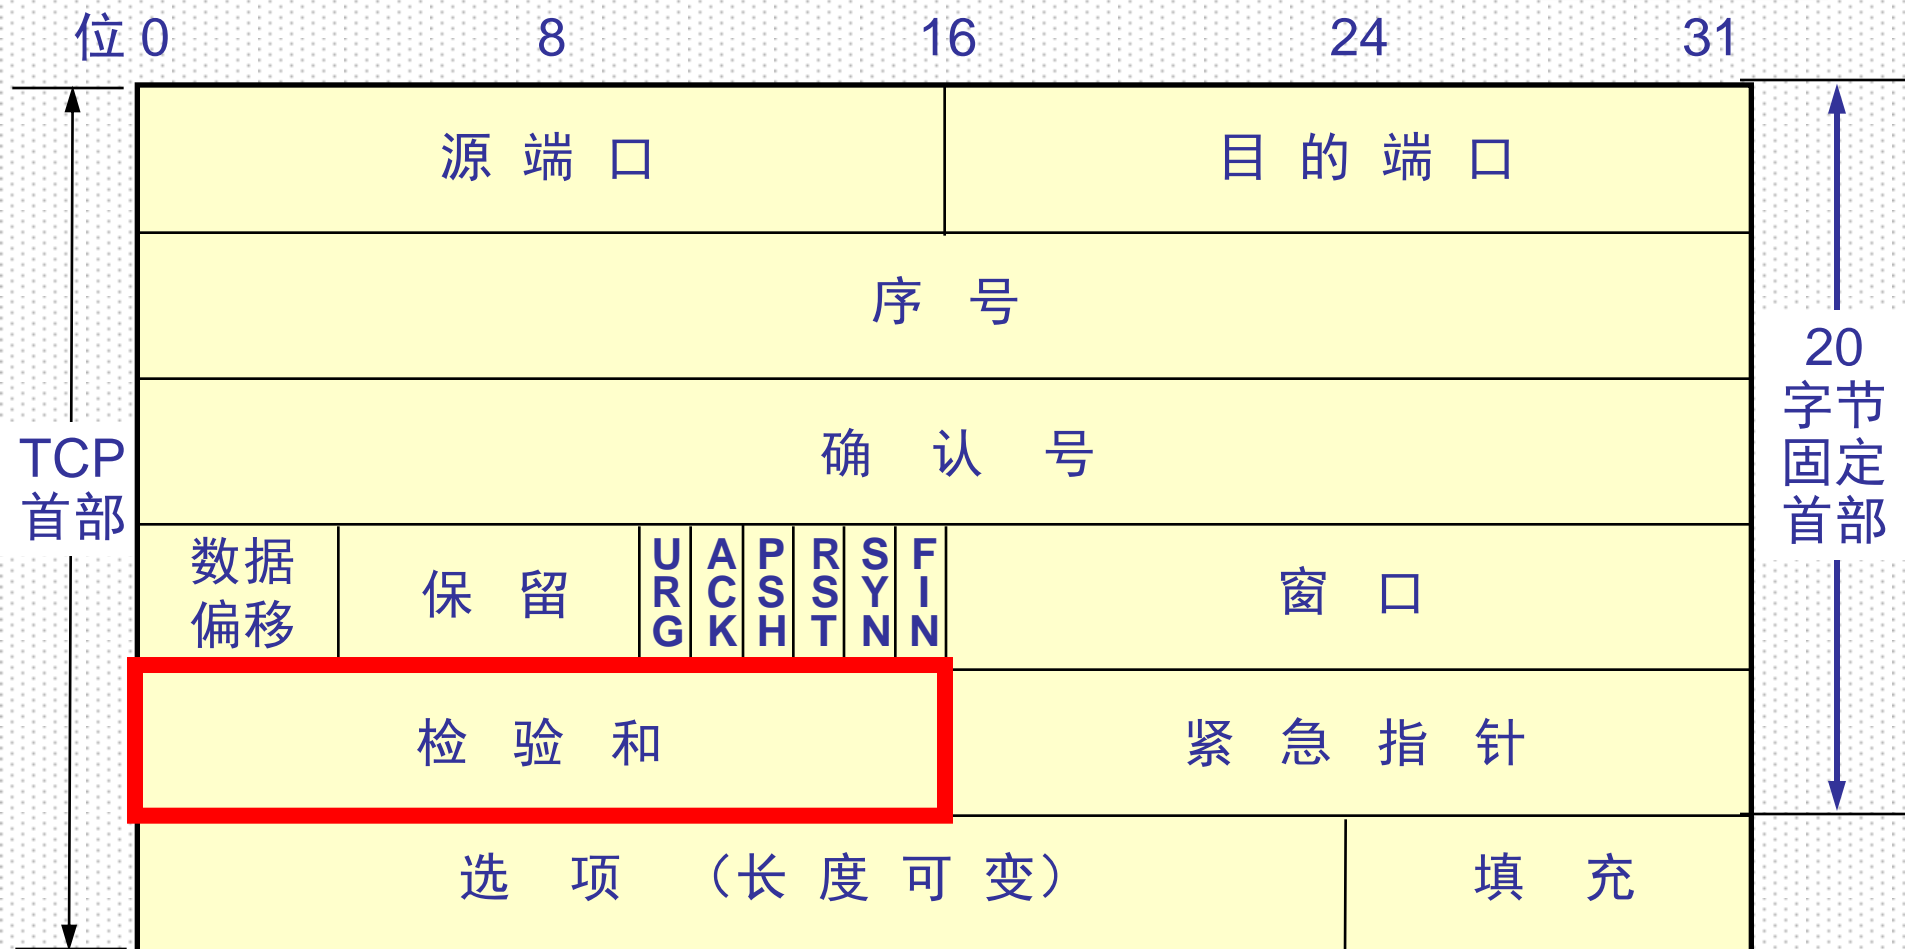 位 0 8 16 24 31
源 端 口
目 的 端 口
序 号
确 认 号
TCP
首部
20
字节
固定
首部
数据
偏移
保 留
URG
ACK
PSH
RST
SYN
FIN
窗 口
检 验 和
紧 急 指 针
选 项 （长 度 可 变）
填 充